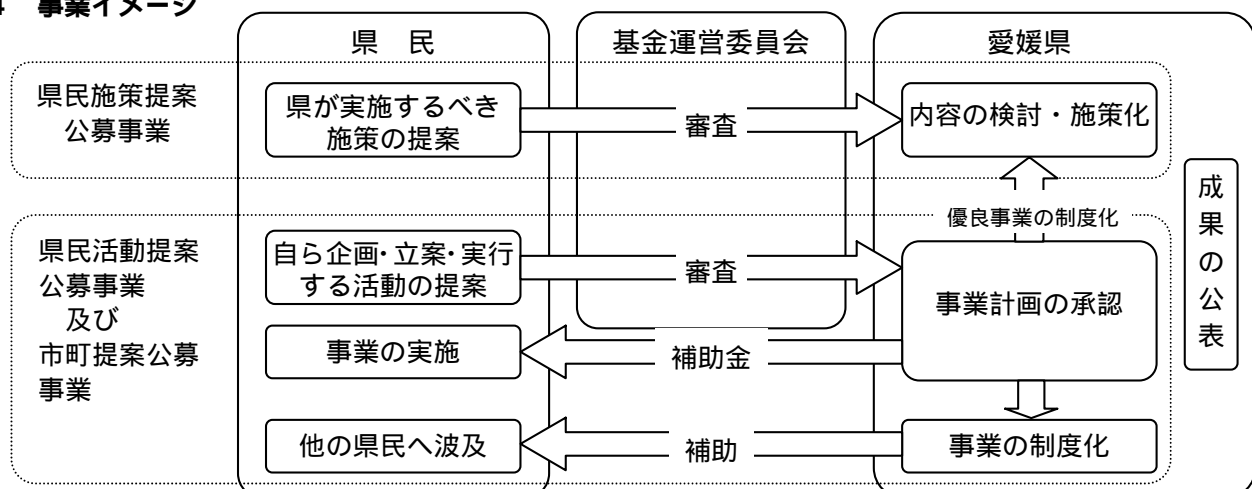 事業イメージ
県　民
基金運営委員会
愛媛県
県民施策提案
公募事業
県が実施するべき
施策の提案
審査
内容の検討・施策化
優良事業の制度化
県民活動提案
公募事業
及び
市町提案公募
事業
自ら企画・立案・実行
する活動の提案
審査
事業計画の承認
事業の実施
補助金
他の県民へ波及
補助
事業の制度化
成果の公表